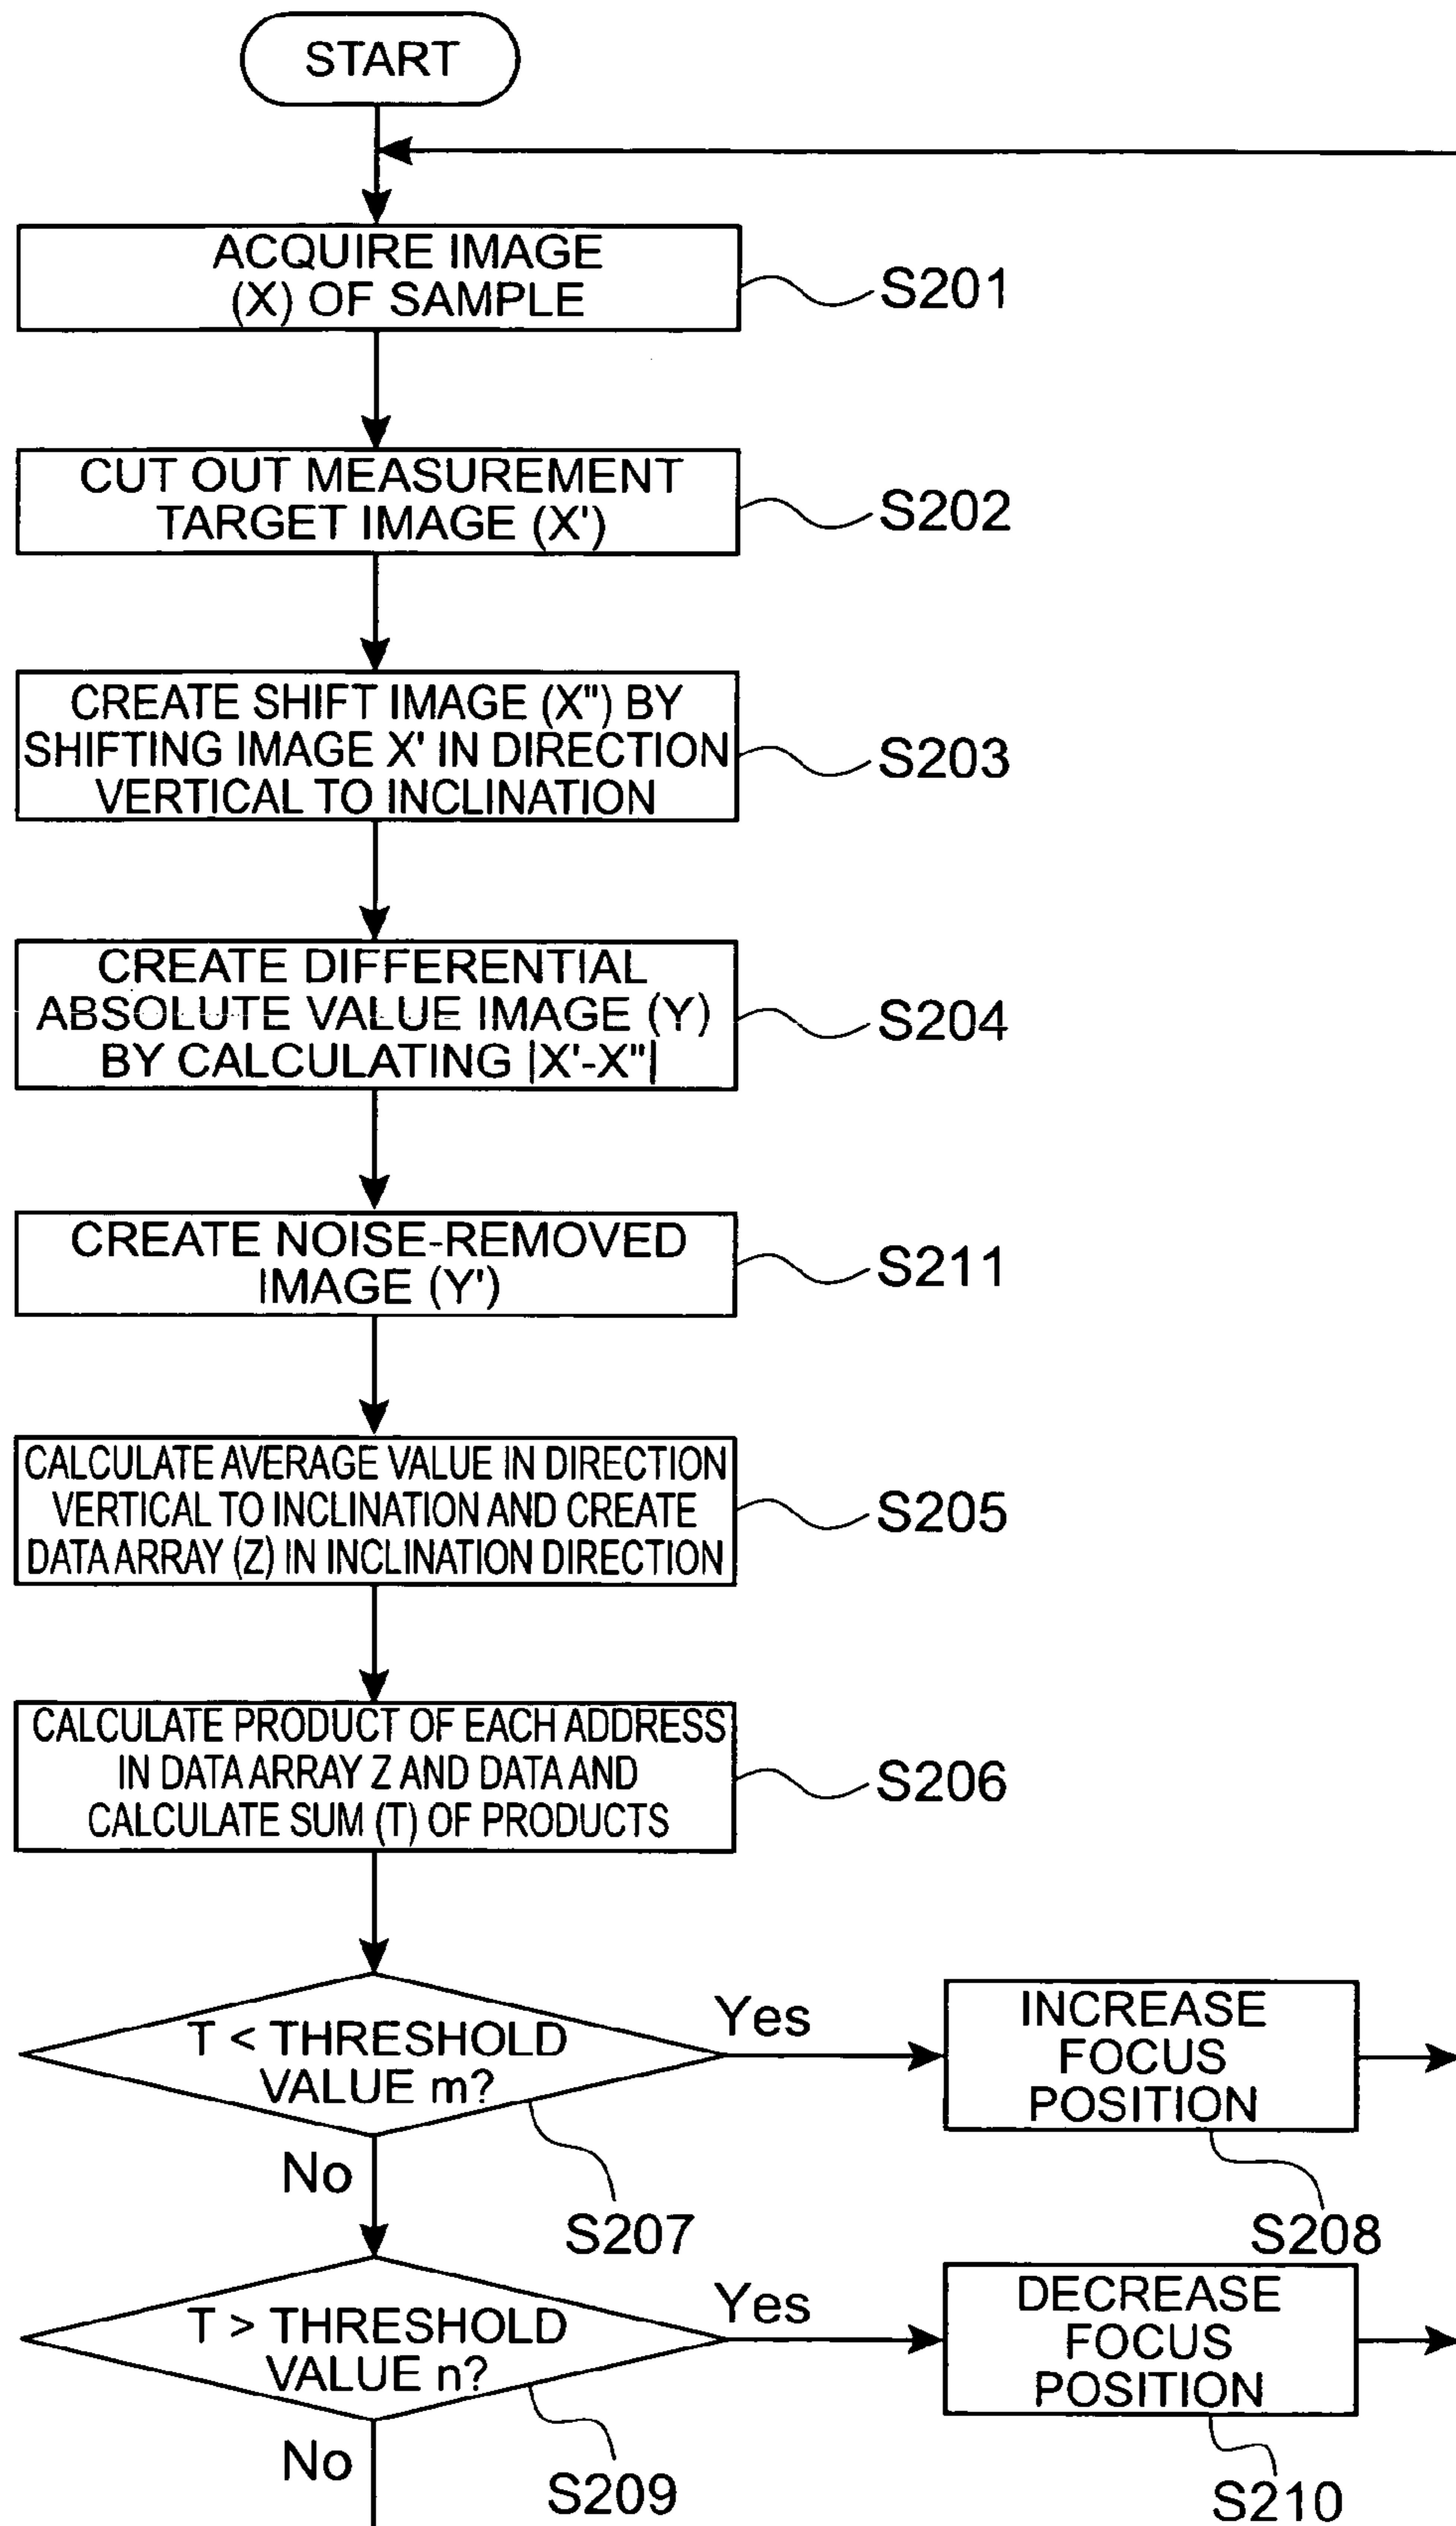 START
ACQUIRE IMAGE
(X) OF SAMPLE
S201
CUT OUT MEASUREMENT
TARGET IMAGE (X')
S202
CREATE SHIFT IMAGE (X") BY
SHIFTING IMAGE X' IN DIRECTION
VERTICAL TO INCLINATION
S203
CREATE DIFFERENTIAL
ABSOLUTE VALUE IMAGE (Y)
BY CALCULATING |X'-X"|
S204
CREATE NOISE-REMOVED
IMAGE (Y')
S211
CALCULATE AVERAGE VALUE IN DIRECTION
VERTICAL TO INCLINATION AND CREATE
DATA ARRAY (Z) IN INCLINATION DIRECTION
S205
CALCULATE PRODUCT OF EACH ADDRESS
IN DATA ARRAY Z AND DATA AND
CALCULATE SUM (T) OF PRODUCTS
S206
T < THRESHOLD
VALUE m?
Yes
No
S207
INCREASE
FOCUS
POSITION
S208
T > THRESHOLD
VALUE n?
Yes
No
S209
DECREASE
FOCUS
POSITION
S210